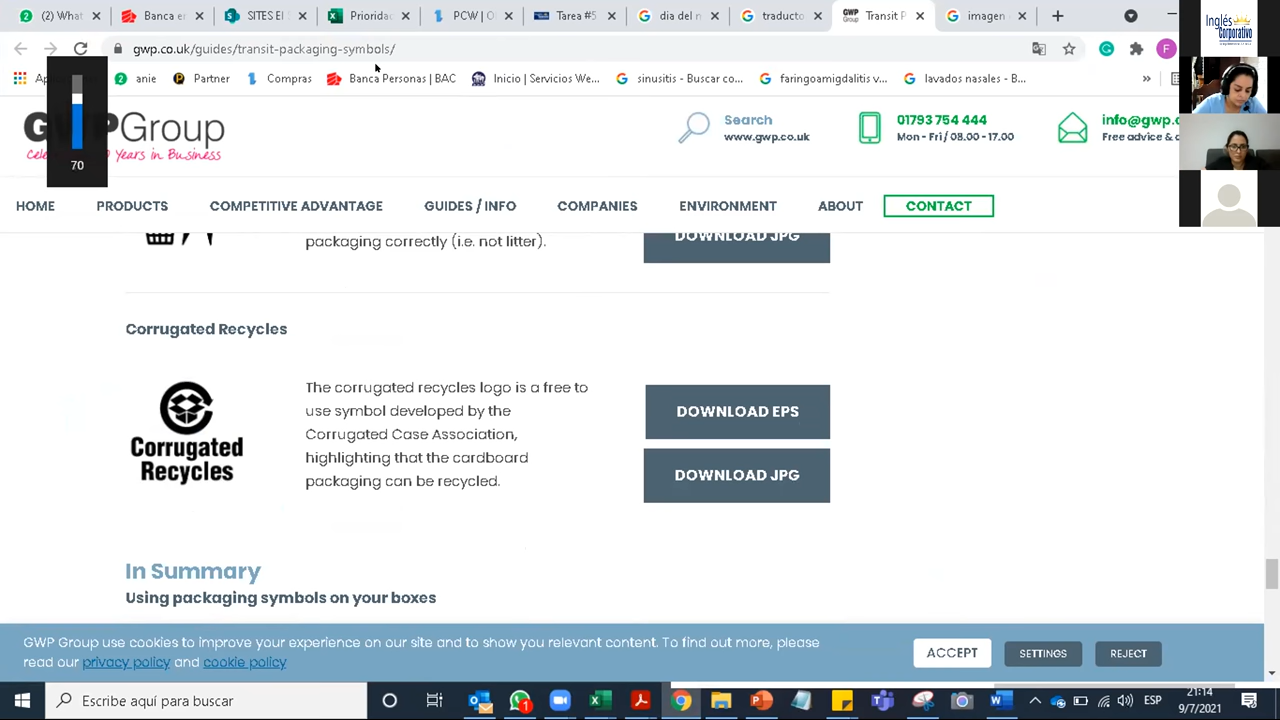 (2) What
Banca er
SITES EI
Priorida
PCW I
Tarea #5
dia del n
traducto
GWP Group
Transit P
imagen
gwp.co.uk/guides/transit-packaging-symbols/
F
anie
Partner
Compras
Banca Personas | BAC
Inicio | Servicios We...
sinusitis - Buscar co...
faringoamigdalitis v...
lavados nasales - B...
»
Inglés
Corporativo
GWPGroup
Years in Business
70
Search
www.gwp.co.uk
01793 754 444
Mon - Fri / 08.00 - 17.00
info@gwp.c
Free advice &
HOME
PRODUCTS
COMPETITIVE ADVANTAGE
GUIDES / INFO
COMPANIES
ENVIRONMENT
ABOUT
CONTACT
packaging correctly (i.e. not litter).
DOWNLOAD JPG
Corrugated Recycles
Corrugated
Recycles
The corrugated recycles logo is a free to
use symbol developed by the
Corrugated Case Association,
highlighting that the cardboard
packaging can be recycled.
DOWNLOAD EPS
DOWNLOAD JPG
In Summary
Using packaging symbols on your boxes
GWP Group use cookies to improve your experience on our site and to show you relevant content. To find out more, please
read our privacy policy and cookie policy
ACCEPT
SETTINGS
REJECT
Escribe aquí para buscar
1
ESP
21:14
9/7/2021